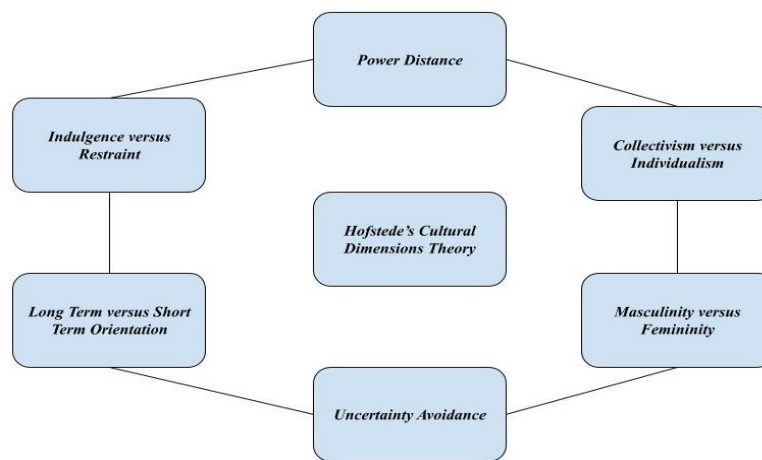 Power Distance
Indulgence versus
Restraint
Collectivism versus
Individualism
Hofstede’s Cultural
Dimensions Theory
Long Term versus Short
Term Orientation
Masculinity versus
Femininity
Uncertainty Avoidance